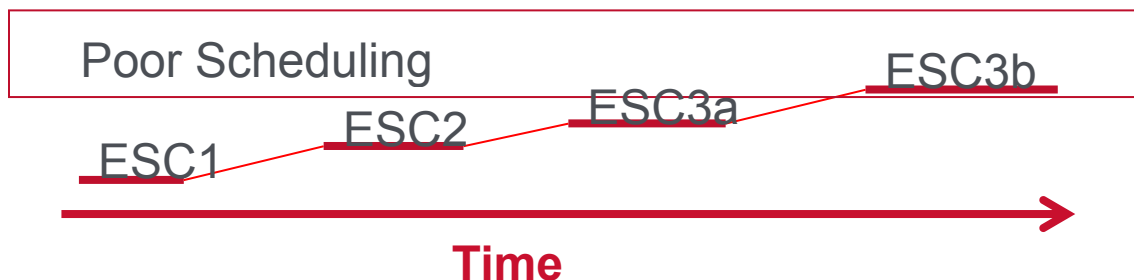 Poor Scheduling
ESC1
ESC2
ESC3a
ESC3b
Time